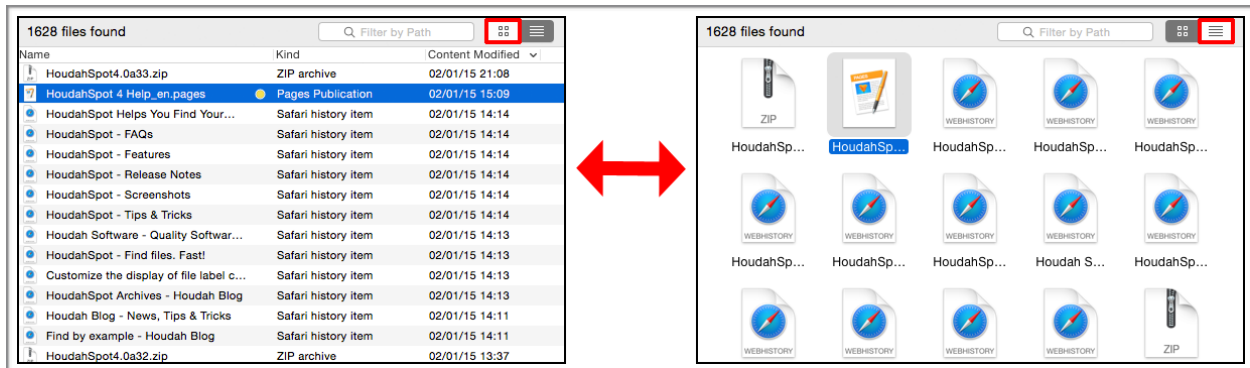 1628 files found
Filter by Path
Name Kind Content Modified
HoudahSpot4.0a33.zip ZIP archive 02/01/15 21:08
HoudahSpot 4 Help_en.pages Pages Publication 02/01/15 15:09
HoudahSpot Helps You Find Your... Safari history item 02/01/15 14:14
HoudahSpot - FAQs Safari history item 02/01/15 14:14
HoudahSpot - Features Safari history item 02/01/15 14:14
HoudahSpot - Release Notes Safari history item 02/01/15 14:14
HoudahSpot - Screenshots Safari history item 02/01/15 14:14
HoudahSpot - Tips & Tricks Safari history item 02/01/15 14:14
Houdah Software - Quality Softwar... Safari history item 02/01/15 14:13
HoudahSpot - Find files. Fast! Safari history item 02/01/15 14:13
Customize the display of file label c... Safari history item 02/01/15 14:13
HoudahSpot Archives - Houdah Blog Safari history item 02/01/15 14:13
Houdah Blog - News, Tips & Tricks Safari history item 02/01/15 14:11
Find by example - Houdah Blog Safari history item 02/01/15 14:11
HoudahSpot4.0a32.zip ZIP archive 02/01/15 13:37
1628 files found
Filter by Path
ZIP PAGES WEBHISTORY WEBHISTORY WEBHISTORY
HoudahSp... HoudahSp... HoudahSp... HoudahSp... HoudahSp...
WEBHISTORY WEBHISTORY WEBHISTORY WEBHISTORY WEBHISTORY
HoudahSp... HoudahSp... HoudahSp... Houdah S... HoudahSp...
WEBHISTORY WEBHISTORY WEBHISTORY WEBHISTORY ZIP